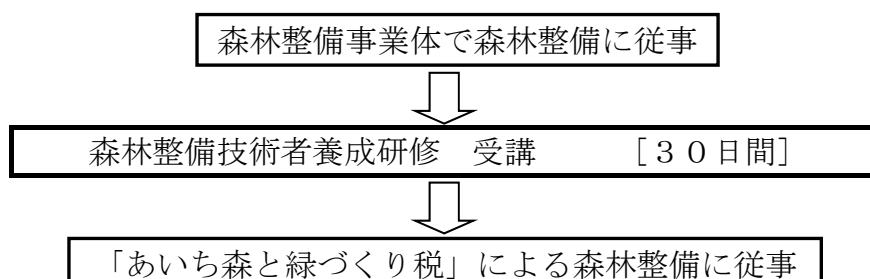 森林整備事業体で森林整備に従事
森林整備技術者養成研修　受講　　　［３０日間］
「あいち森と緑づくり税」による森林整備に従事